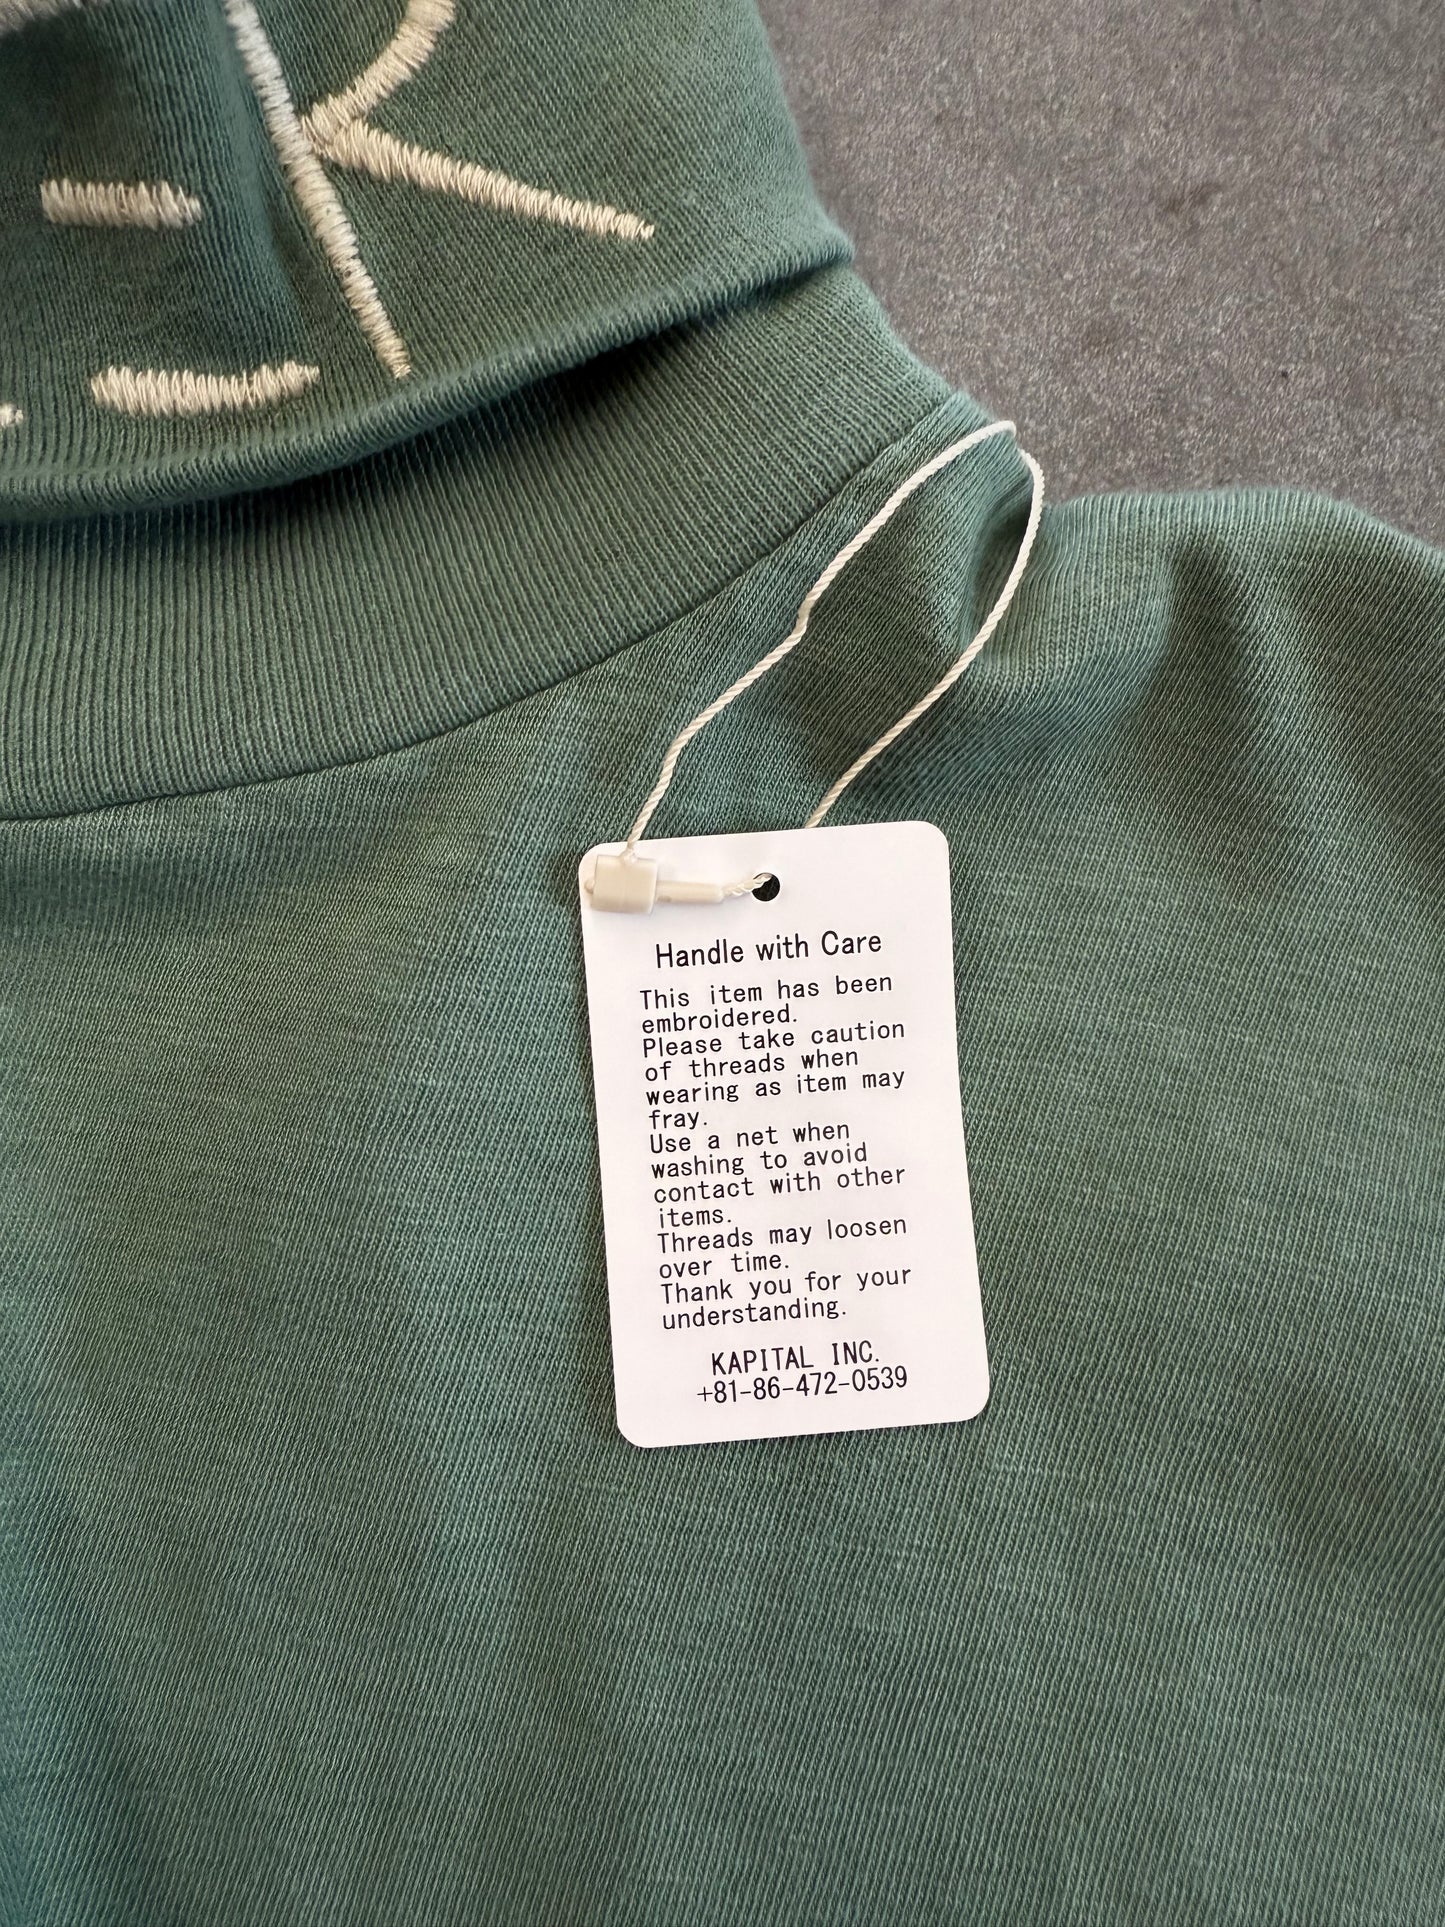 Handle with Care
This item has been
embroidered.
Please take caution
of threads when
wearing as item may
fray.
Use a net when
washing to avoid
contact with other
items.
Threads may loosen
over time.
Thank you for your
understanding.
KAPITAL INC.
+81-86-472-0539